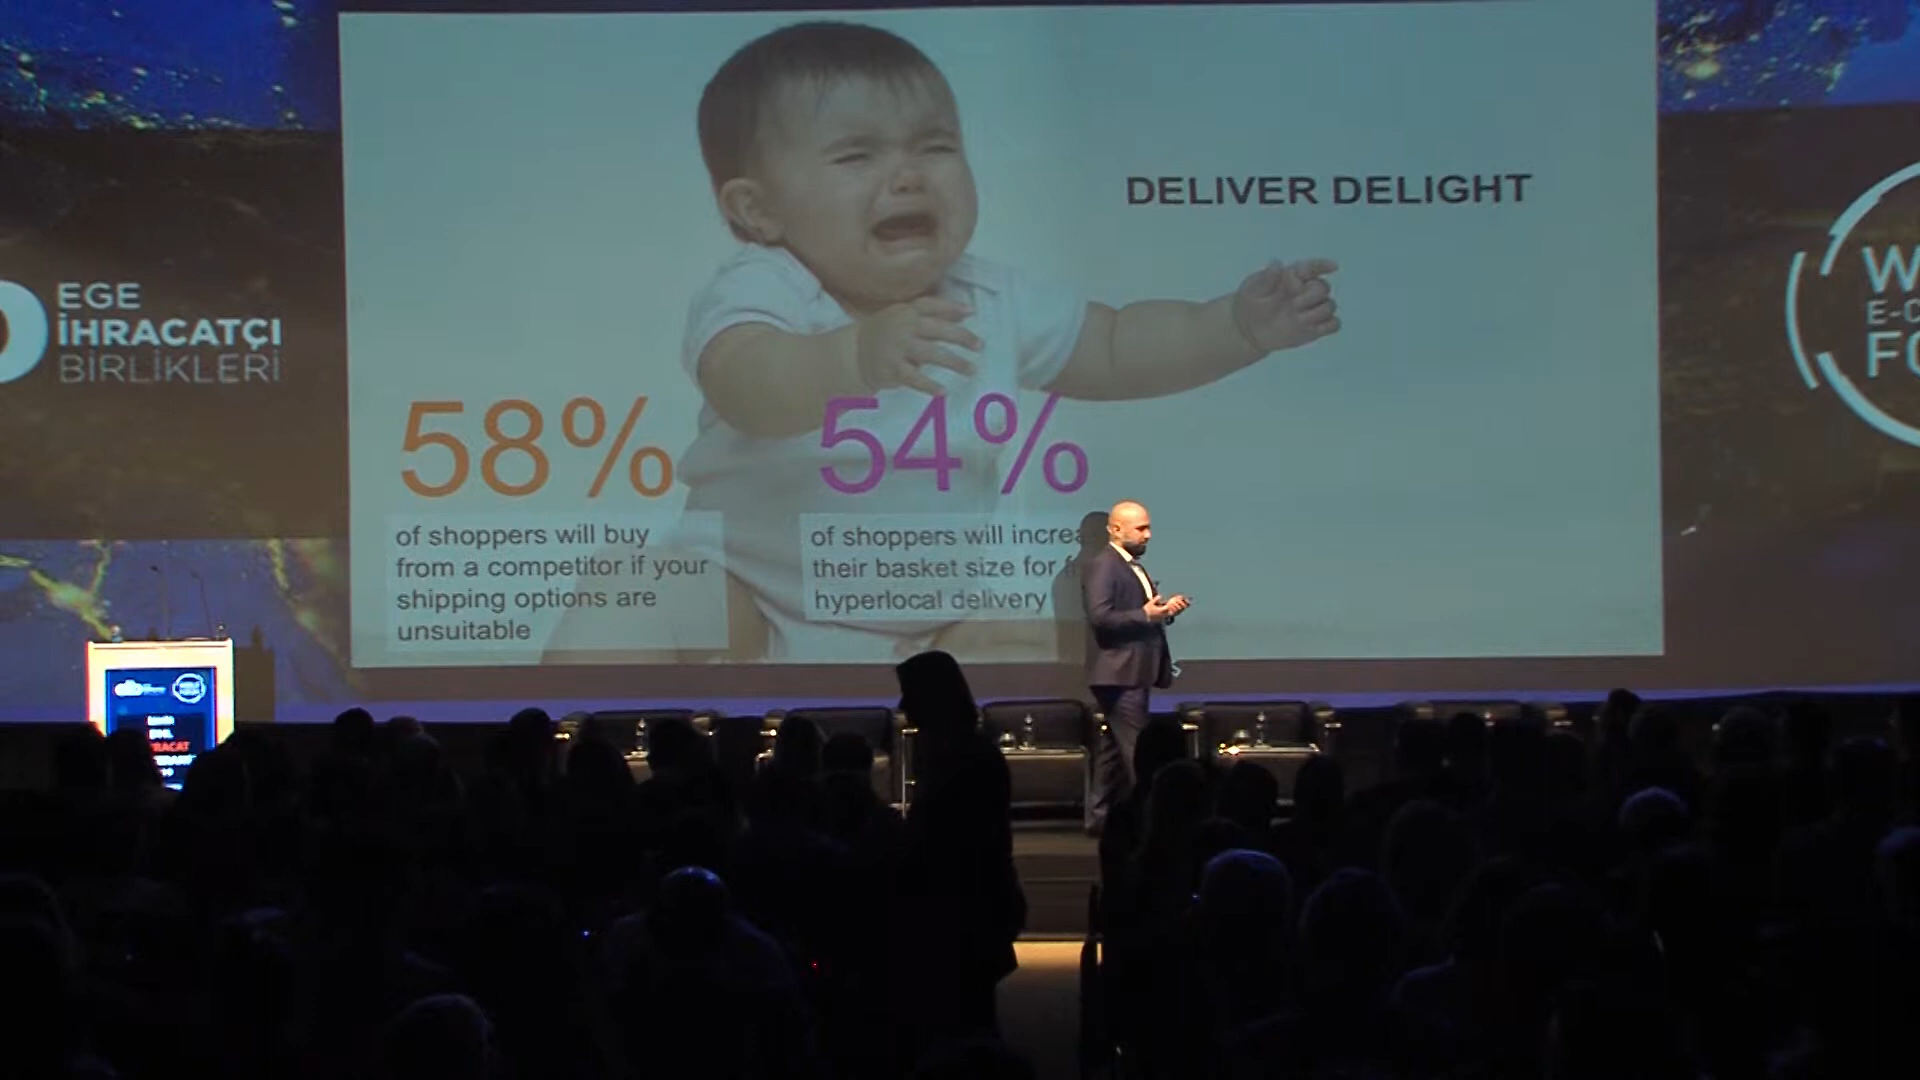 DELIVER DELIGHT
EGE
İHRACATÇI
BİRLİKLERİ
W
E-C
58%
54%
of shoppers will buy
from a competitor if your
shipping options are
unsuitable
of shoppers will increa
their basket size for
hyperlocal delivery